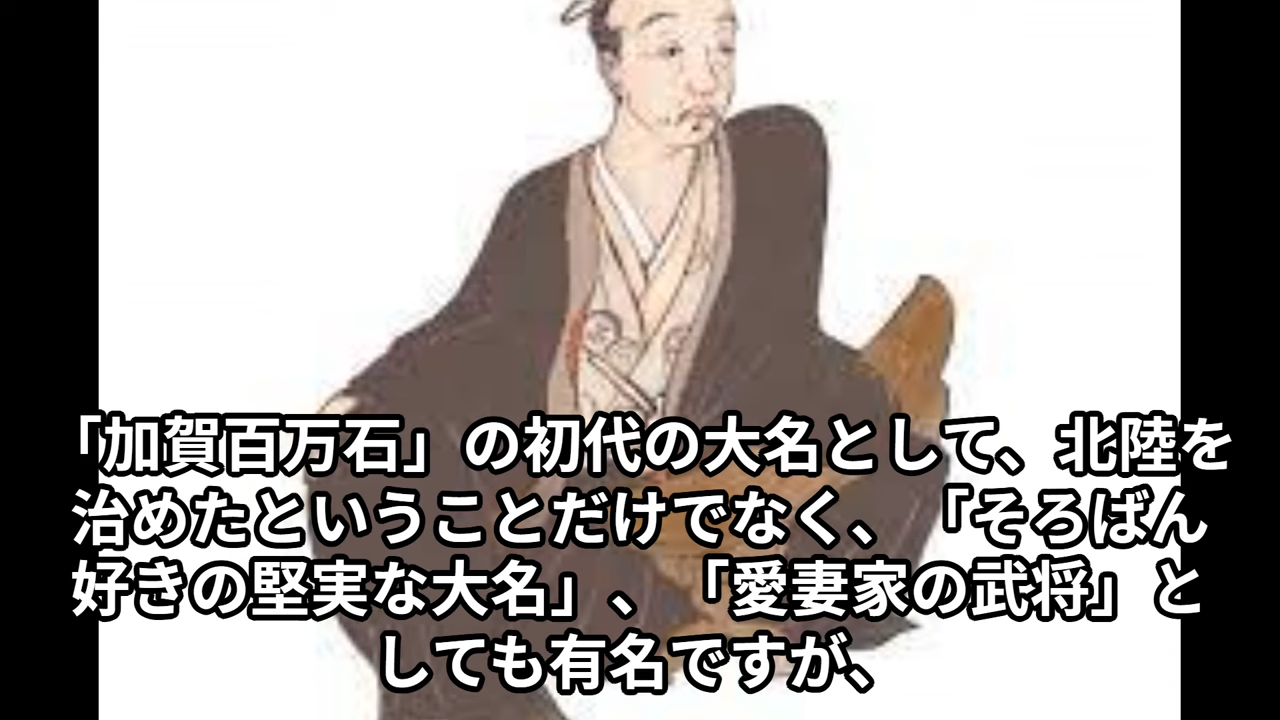 「加賀百万石」の初代の大名として、北陸を
治めたということだけでなく、「そろばん
好きの堅実な大名」、「愛妻家の武将」と
しても有名ですが、